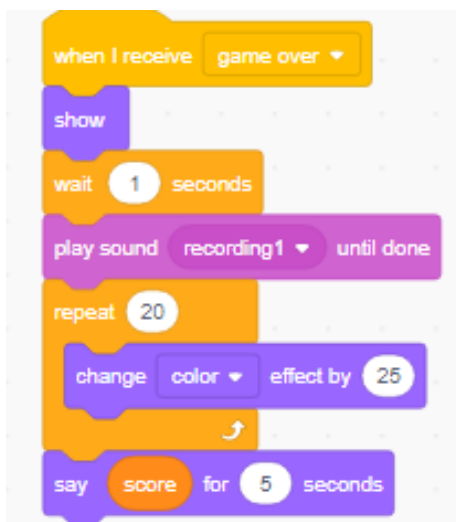 when I receive game over
show
wait 1 seconds
play sound recording1 until done
repeat 20
change color effect by 25
say score for 5 seconds